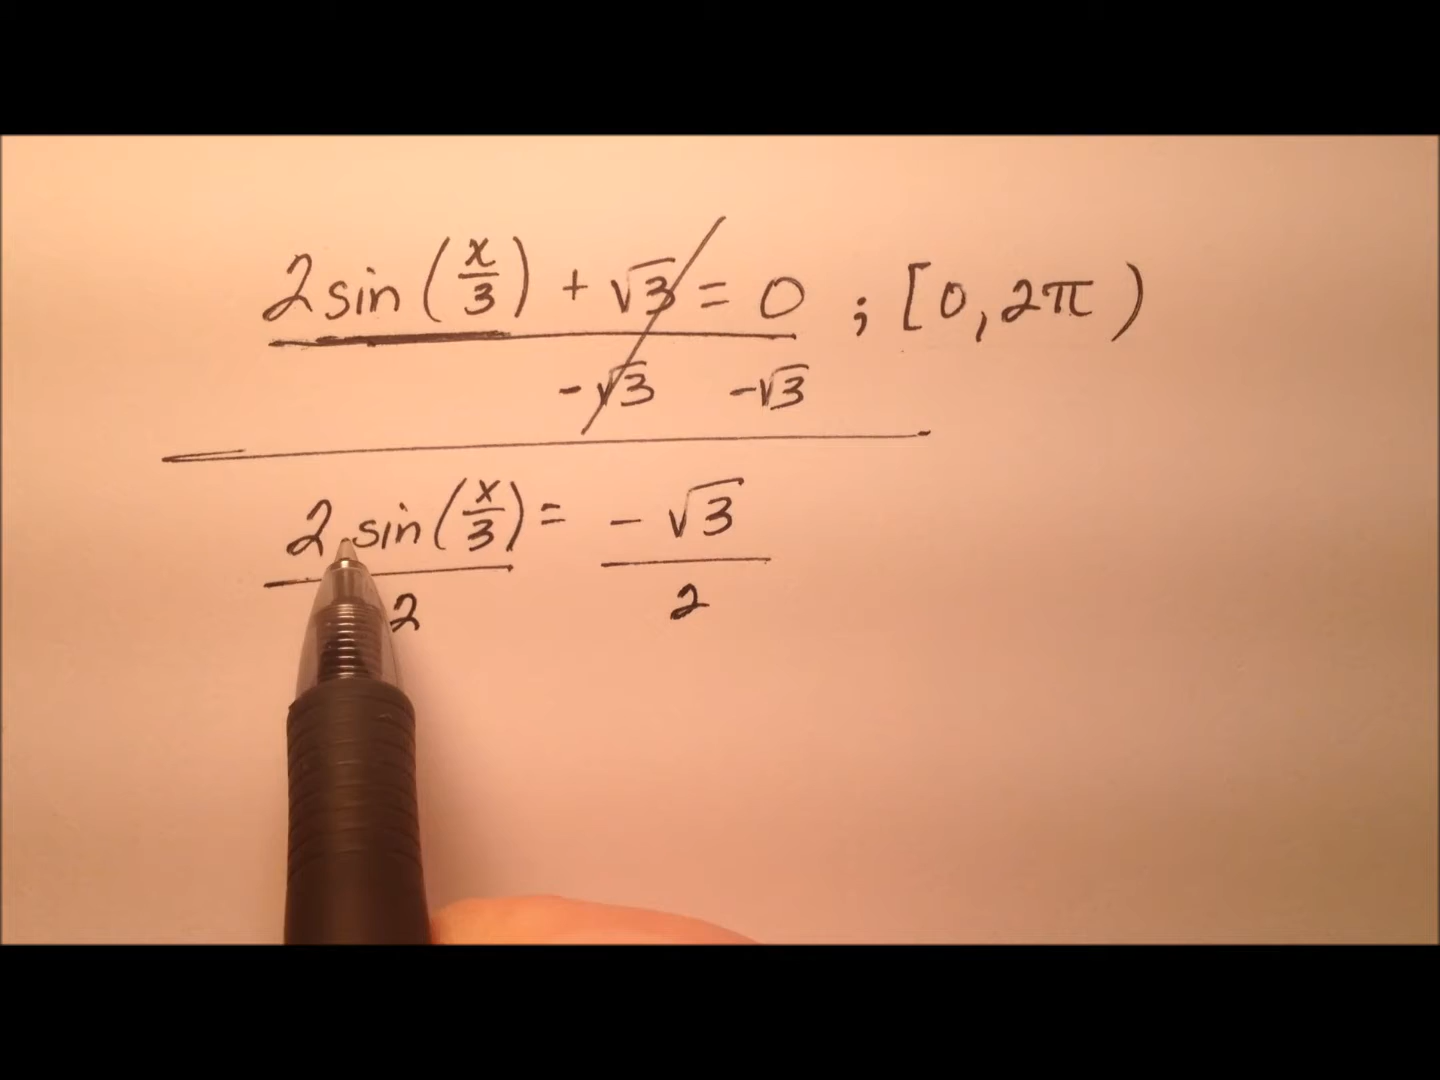 2 sin (x/3) + √3 = 0 ; [0, 2π)
-√3 -√3
2 sin (x/3) = -√3
2 2